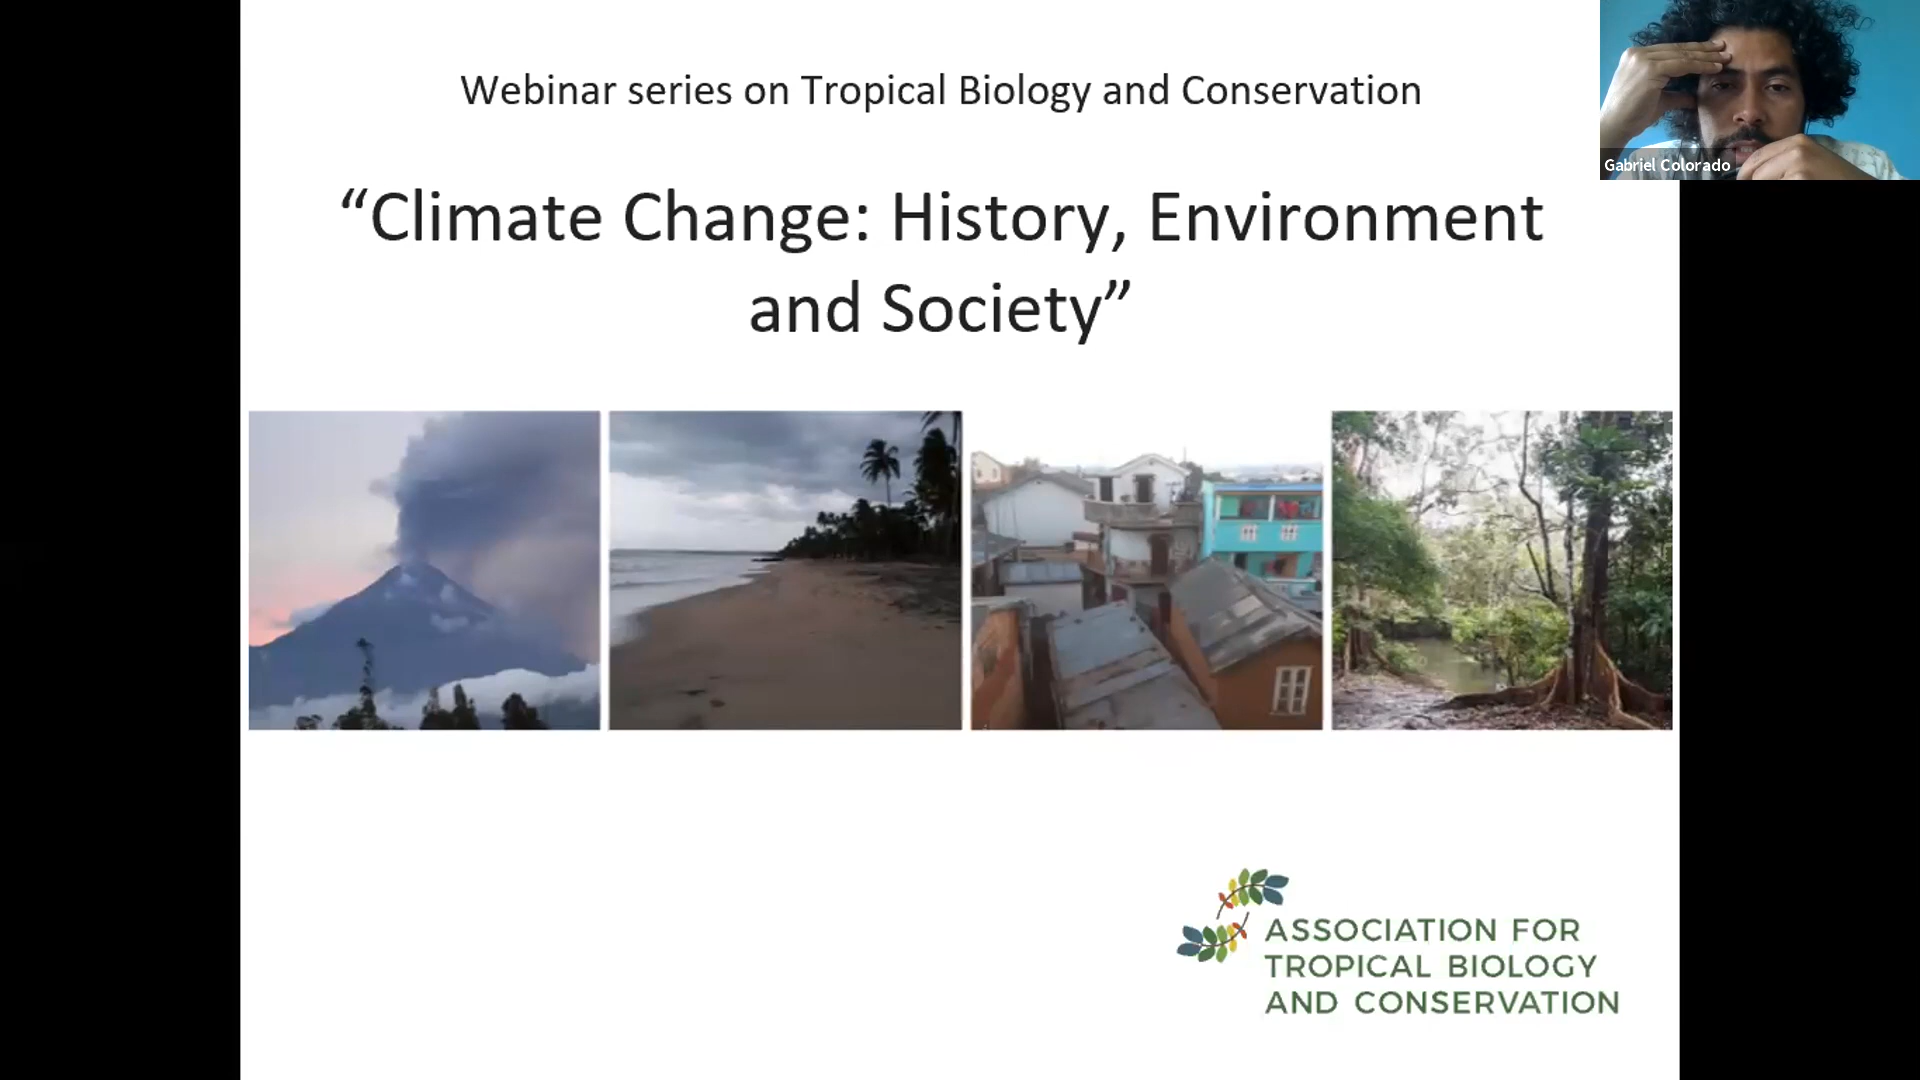 Webinar series on Tropical Biology and Conservation
Gabriel Colorado
“Climate Change: History, Environment
and Society”
ASSOCIATION FOR
TROPICAL BIOLOGY
AND CONSERVATION